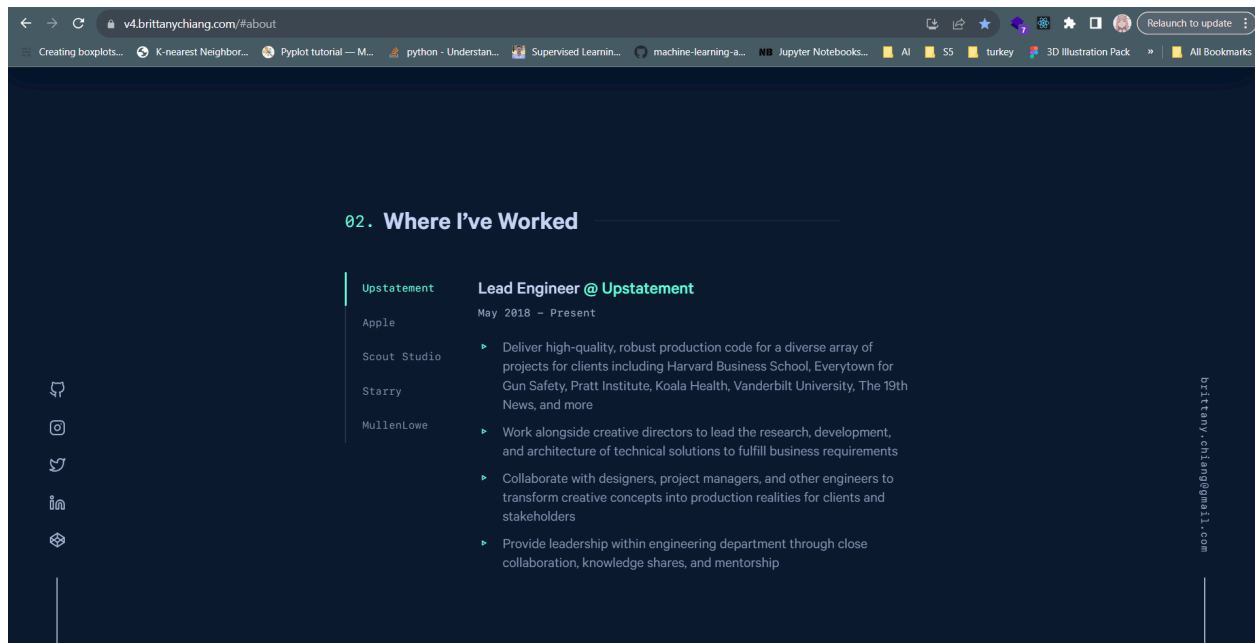 v4.brittanychiang.com/#about
7
Relaunch to update
Creating boxplots...
K-nearest Neighbor...
Pyplot tutorial — M...
python - Understan...
Supervised Learnin...
machine-learning-a...
NB Jupyter Notebooks...
AI
S5
turkey
3D Illustration Pack
»
All Bookmarks
02. Where I've Worked
Upstatement
Apple
Scout Studio
Starry
MullenLowe
Lead Engineer @ Upstatement
May 2018 – Present
Deliver high-quality, robust production code for a diverse array of
projects for clients including Harvard Business School, Everytown for
Gun Safety, Pratt Institute, Koala Health, Vanderbilt University, The 19th
News, and more
Work alongside creative directors to lead the research, development,
and architecture of technical solutions to fulfill business requirements
Collaborate with designers, project managers, and other engineers to
transform creative concepts into production realities for clients and
stakeholders
Provide leadership within engineering department through close
collaboration, knowledge shares, and mentorship
brittany.chiang@gmail.com